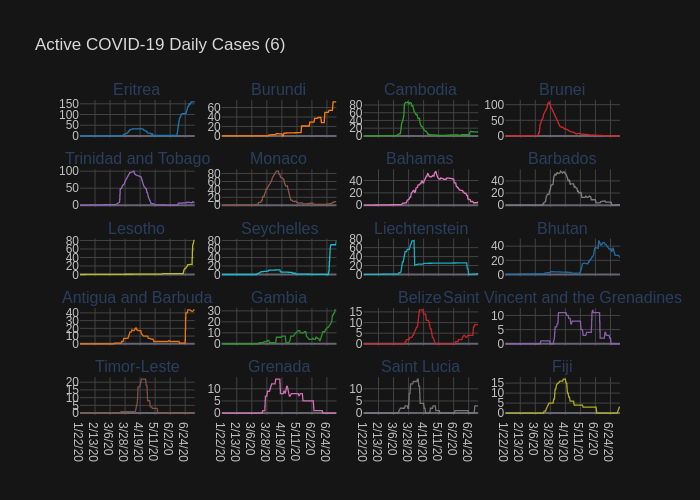 Active COVID-19 Daily Cases (6)
Eritrea Burundi Cambodia Brunei
150 100 50 0
60 40 20 0
80 60 40 20 0
100 50 0
Trinidad and Tobago Monaco Bahamas Barbados
100 50 0
80 60 40 20 0
40 20 0
40 20 0
Lesotho Seychelles Liechtenstein Bhutan
80 60 40 20 0
80 60 40 20 0
80 60 40 20 0
40 20 0
Antigua and Barbuda Gambia Belize Saint Vincent and the Grenadines
40 30 20 10 0
30 20 10 0
15 10 5 0
10 5 0
Timor-Leste Grenada Saint Lucia Fiji
20 15 10 5 0
10 5 0
10 5 0
15 10 5 0
1/22/20 2/13/20 3/6/20 3/28/20 4/19/20 5/11/20 6/2/20 6/24/20
1/22/20 2/13/20 3/6/20 3/28/20 4/19/20 5/11/20 6/2/20 6/24/20
1/22/20 2/13/20 3/6/20 3/28/20 4/19/20 5/11/20 6/2/20 6/24/20
1/22/20 2/13/20 3/6/20 3/28/20 4/19/20 5/11/20 6/2/20 6/24/20